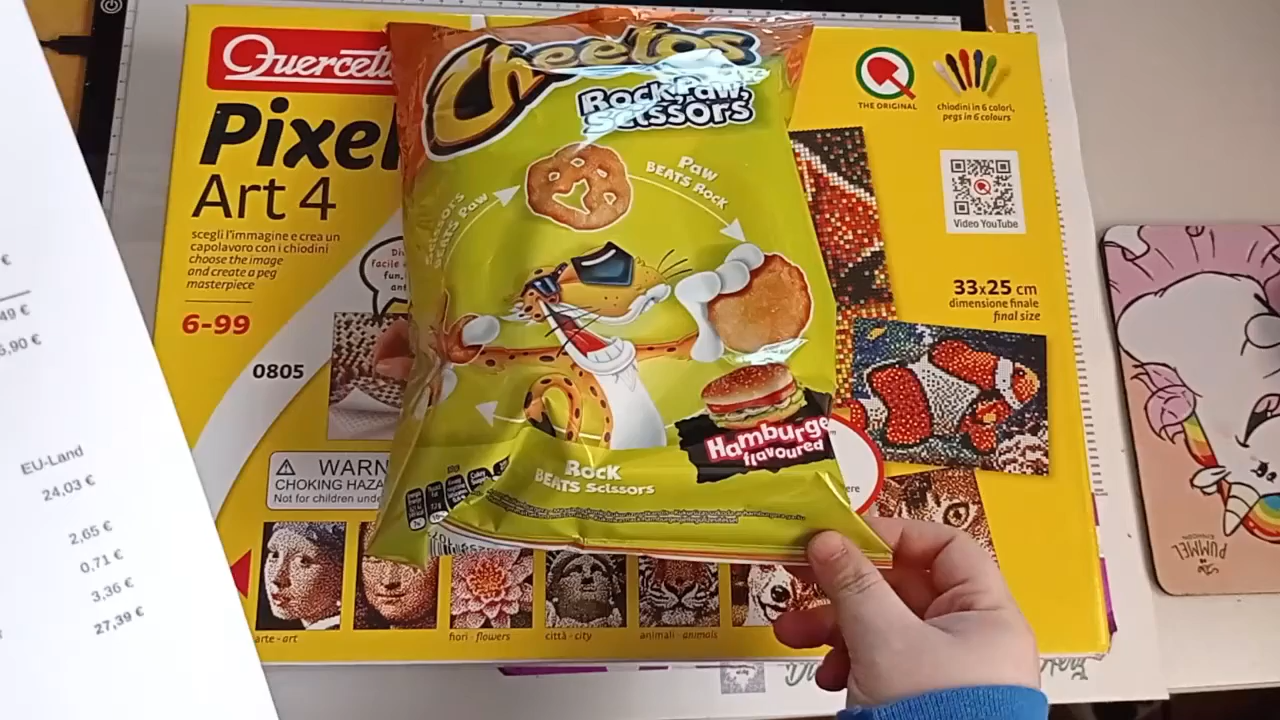 Cheetos
Rock, Paw,
Scissors
Scissors
Beats Paw
Paw
Beats Rock
Rock
Beats Scissors
Hamburge
flavoured
Pixel
Art 4
scegli l'immagine e crea un
capolavoro con i chiodini
choose the image
and create a peg
masterpiece
6-99
0805
WARN
CHOKING HAZA
Not for children unde
THE ORIGINAL
chiodini in 6 colori,
pegs in 6 colours
Video YouTube
33x25 cm
dimensione finale
final size
arte - art
fiori - flowers
città - city
animali - animals
€
49 €
5,90 €
EU-Land
24,03 €
2,65 €
0,71 €
3,36 €
27,39 €
PUMMEL